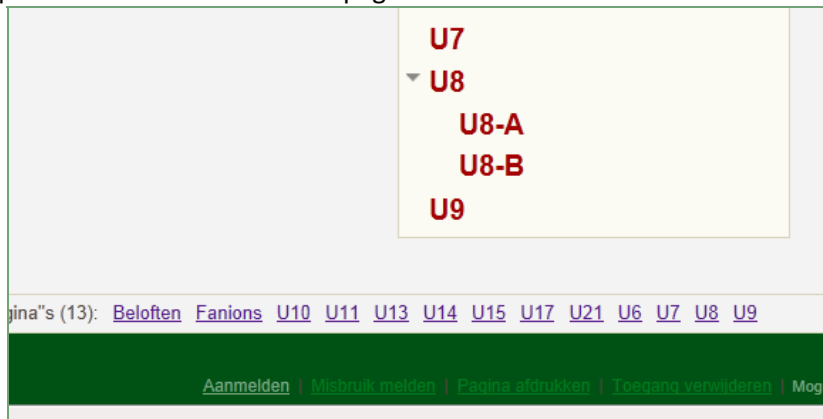 U7
U8
U8-A
U8-B
U9
gina"s (13): Beloften Fanions U10 U11 U13 U14 U15 U17 U21 U6 U7 U8 U9
Aanmelden | Misbruik melden | Pagina afdrukken | Toegang verwijderen | Mog